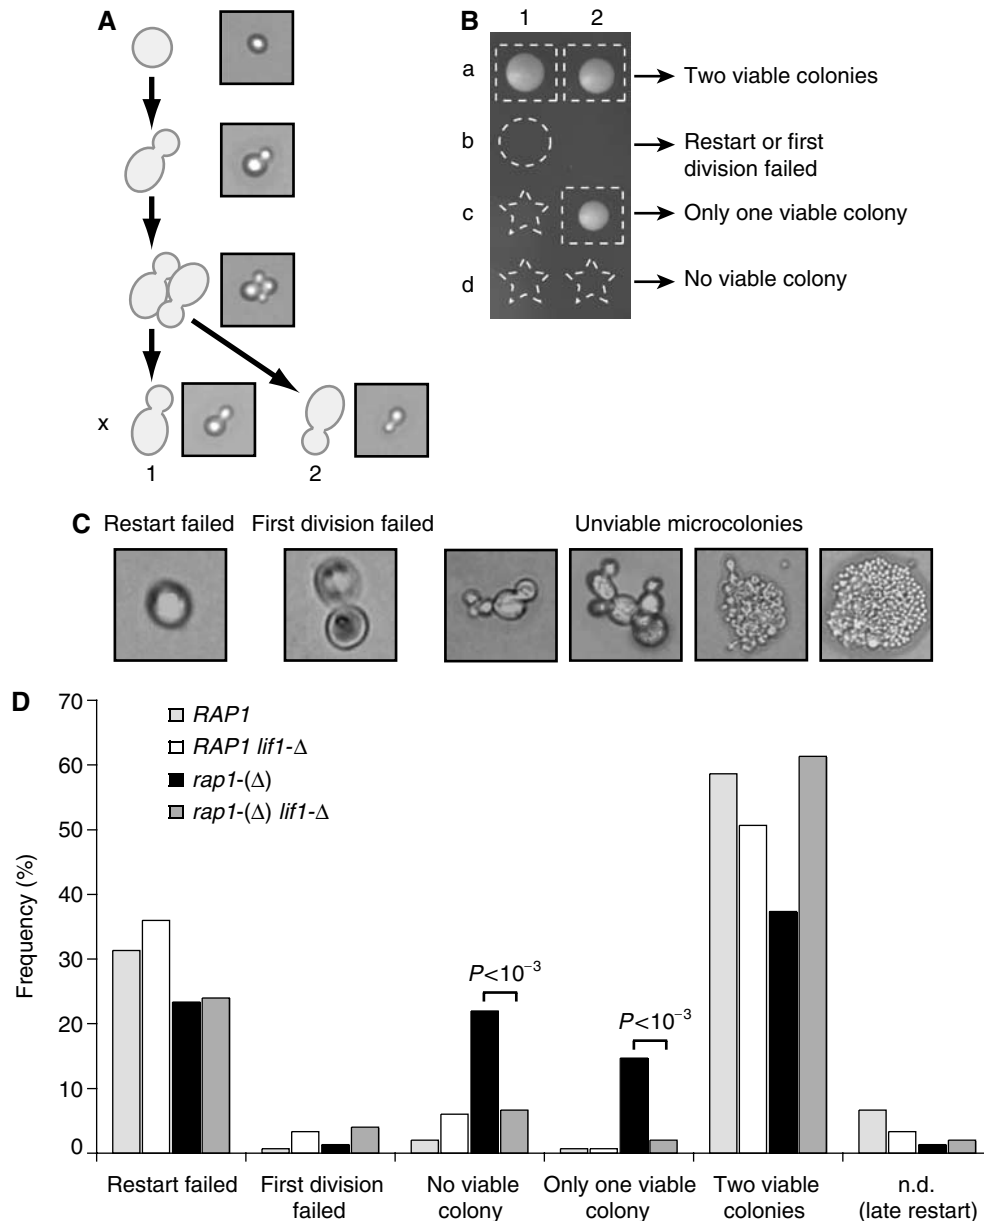 A
x
1
2
B
1
2
a
b
c
d
Two viable colonies
Restart or first
division failed
Only one viable colony
No viable colony
C
Restart failed
First division failed
Unviable microcolonies
D
Frequency (%)
70
60
50
40
30
20
10
0
RAP1
RAP1 lif1-Δ
rap1-(Δ)
rap1-(Δ) lif1-Δ
P<10⁻³
P<10⁻³
Restart failed
First division
failed
No viable
colony
Only one viable
colony
Two viable
colonies
n.d.
(late restart)